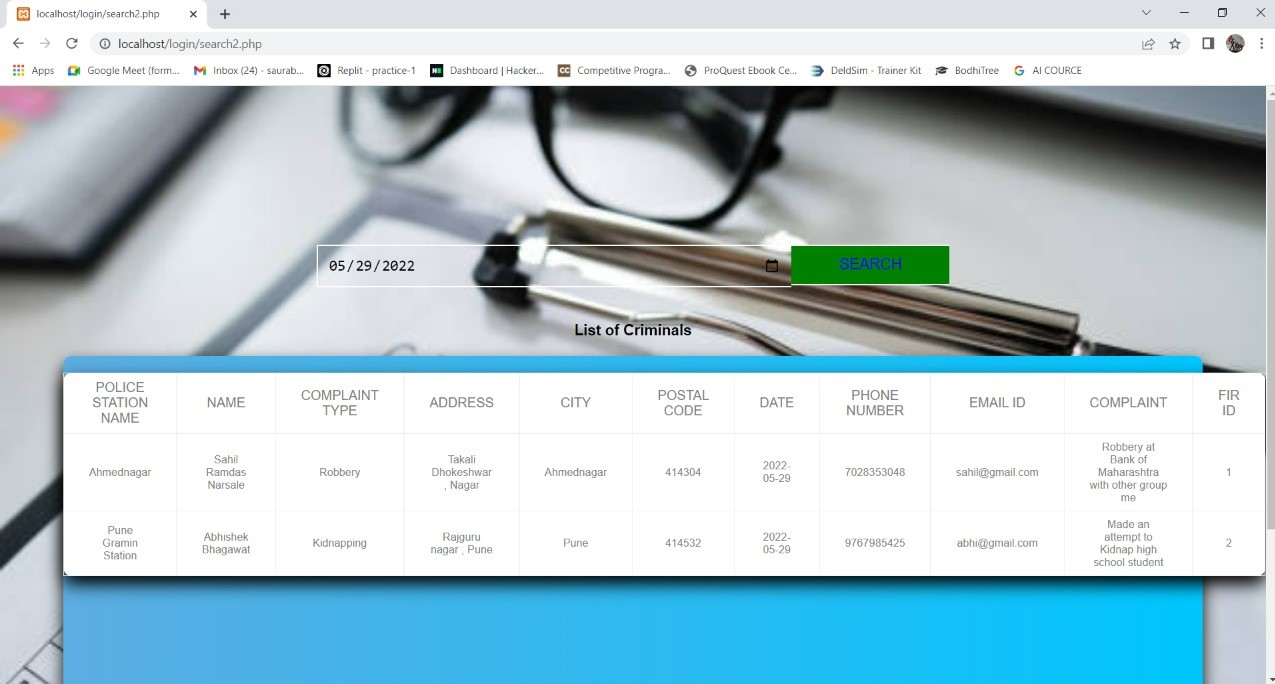 localhost/login/search2.php
localhost/login/search2.php
Apps Google Meet (form... Inbox (24) - saurab... Replit - practice-1 Dashboard | Hacker... Competitive Progra... ProQuest Ebook Ce... DeldSim - Trainer Kit BodhiTree AI COURCE
05/29/2022 SEARCH
List of Criminals
POLICE
STATION
NAME
NAME
COMPLAINT
TYPE
ADDRESS
CITY
POSTAL
CODE
DATE
PHONE
NUMBER
EMAIL ID
COMPLAINT
FIR
ID
Ahmednagar
Sahil
Ramdas
Narsale
Robbery
Takali
Dhokeshwar
, Nagar
Ahmednagar
414304
2022-
05-29
7028353048
sahil@gmail.com
Robbery at
Bank of
Maharashtra
with other group
me
1
Pune
Gramin
Station
Abhishek
Bhagawat
Kidnapping
Rajguru
nagar , Pune
Pune
414532
2022-
05-29
9767985425
abhi@gmail.com
Made an
attempt to
Kidnap high
school student
2